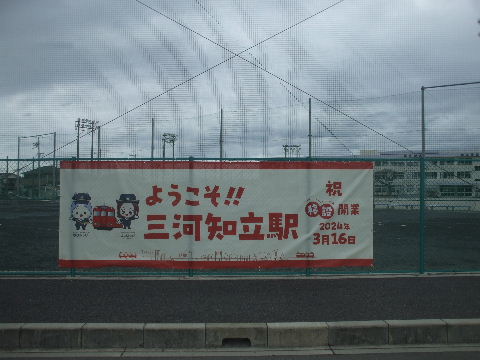 ようこそ!!
三河知立駅
祝
移設開業
2024年
3月16日